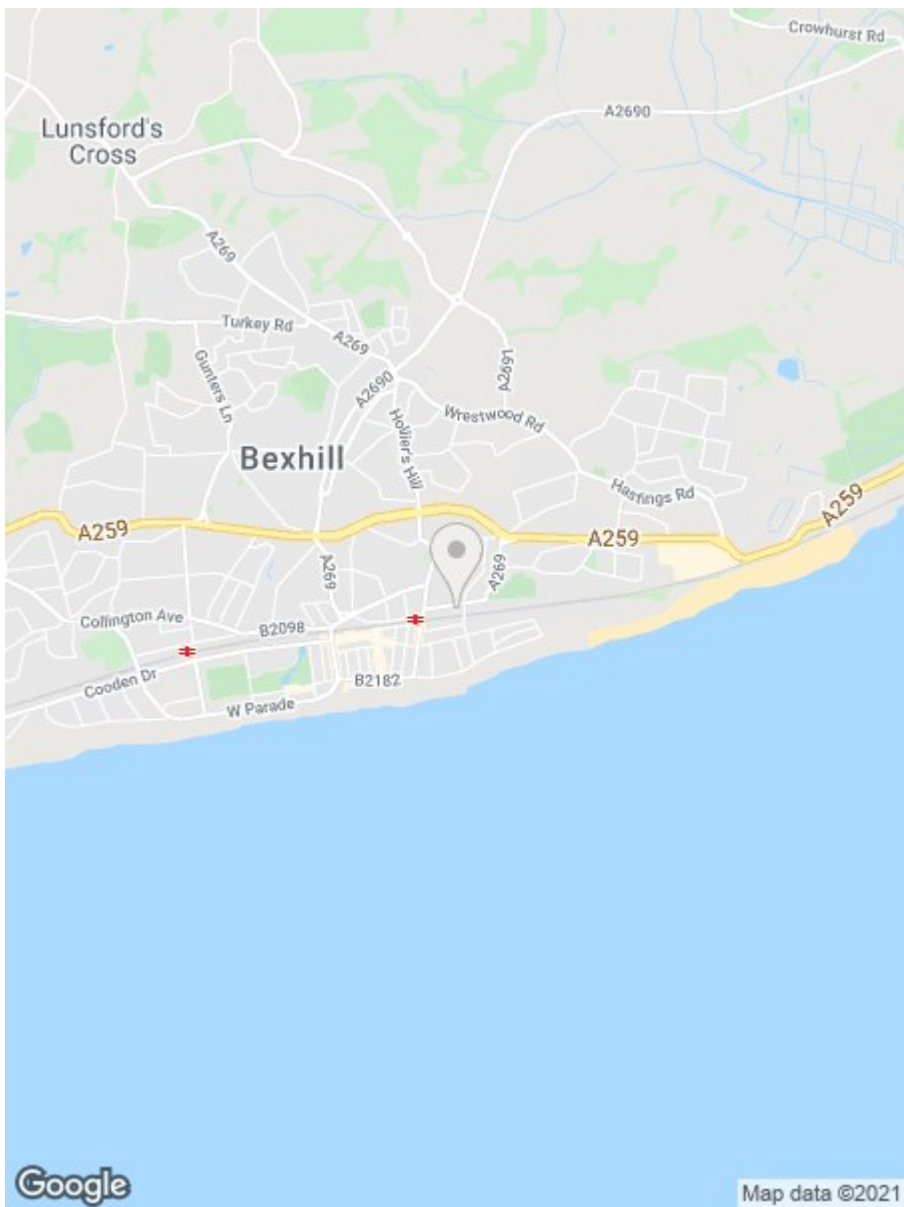 Crowhurst Rd
A2690
Lunsford's
Cross
A269
Turkey Rd
A269
A2691
Gunters Ln
A2690
Hollier's Hill
Wrestwood Rd
Bexhill
Hastings Rd
A259
A259
A259
A269
A269
Collington Ave
B2098
Cooden Dr
B2182
W Parade
Google
Map data ©2021